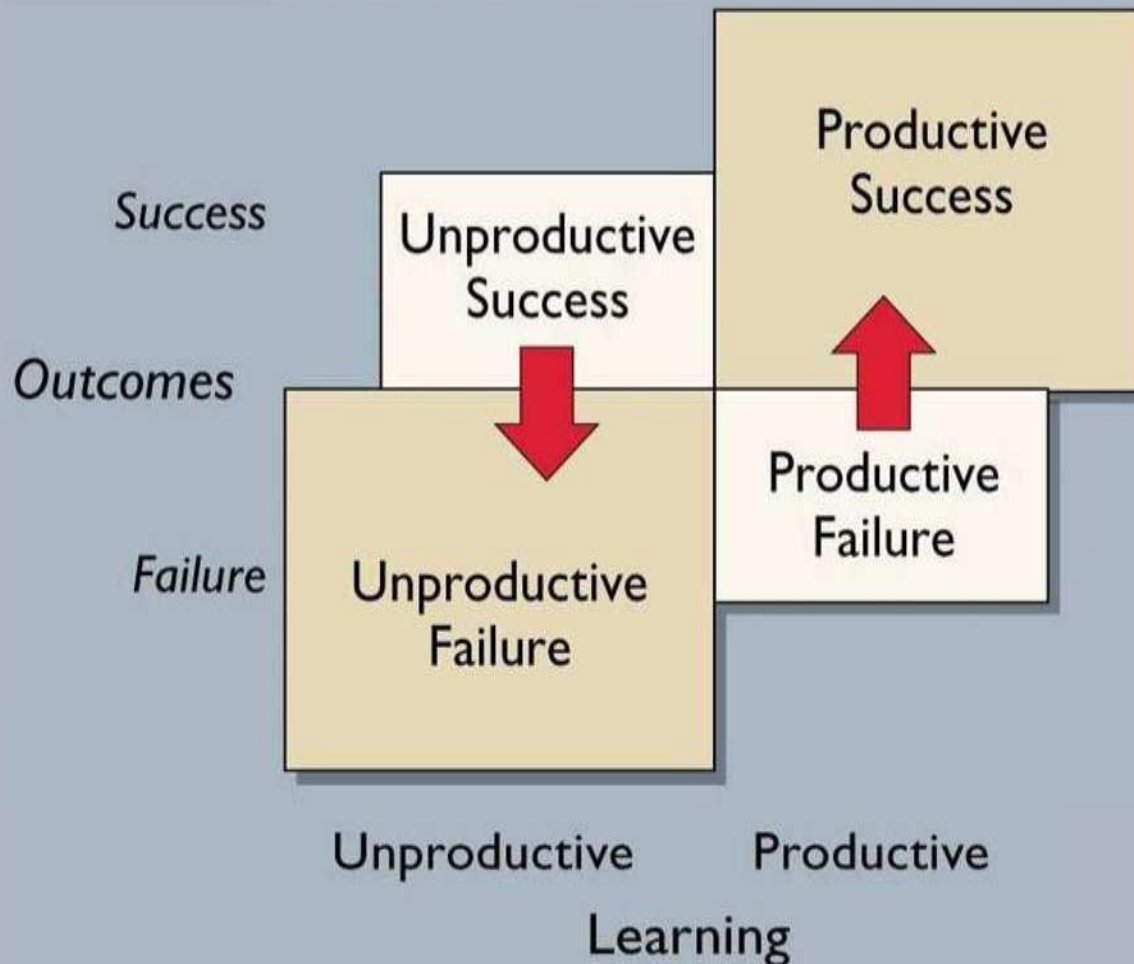 Productive
Success
Success
Unproductive
Success
Outcomes
Productive
Failure
Failure
Unproductive
Failure
Unproductive
Productive
Learning